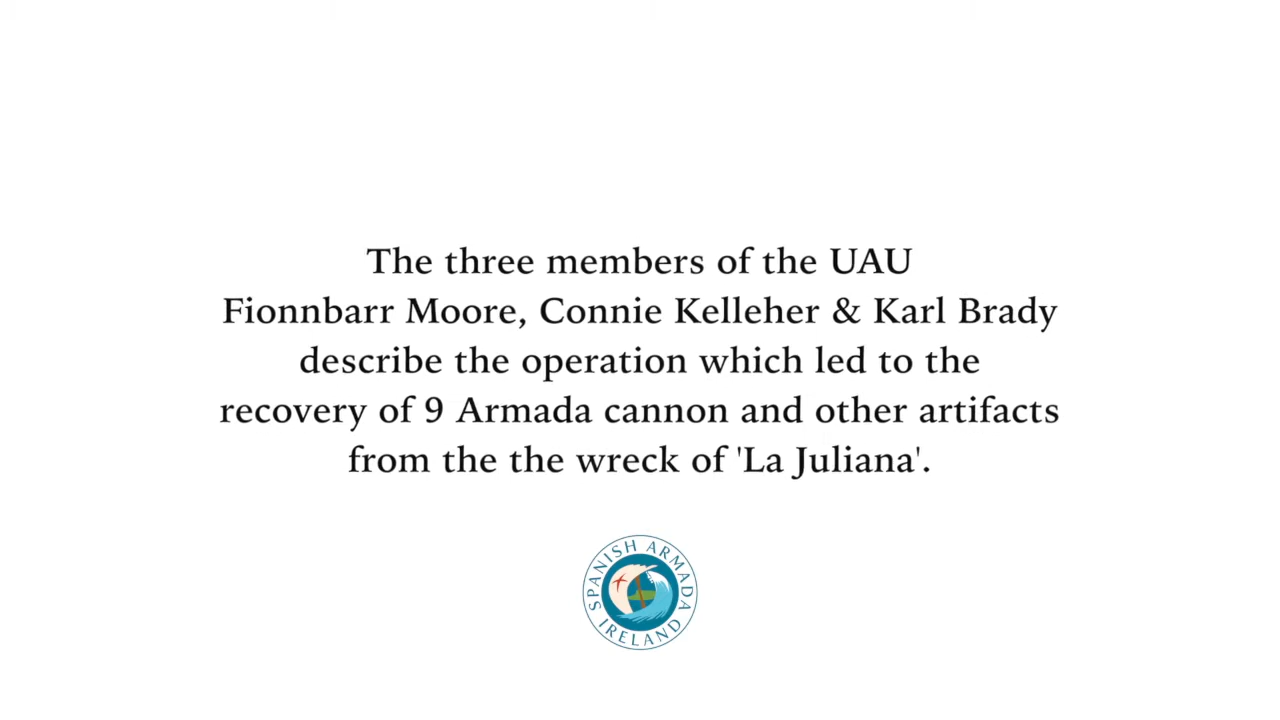 The three members of the UAU
Fionnbarr Moore, Connie Kelleher & Karl Brady
describe the operation which led to the
recovery of 9 Armada cannon and other artifacts
from the the wreck of 'La Juliana'.
SPANISH ARMADA
IRELAND